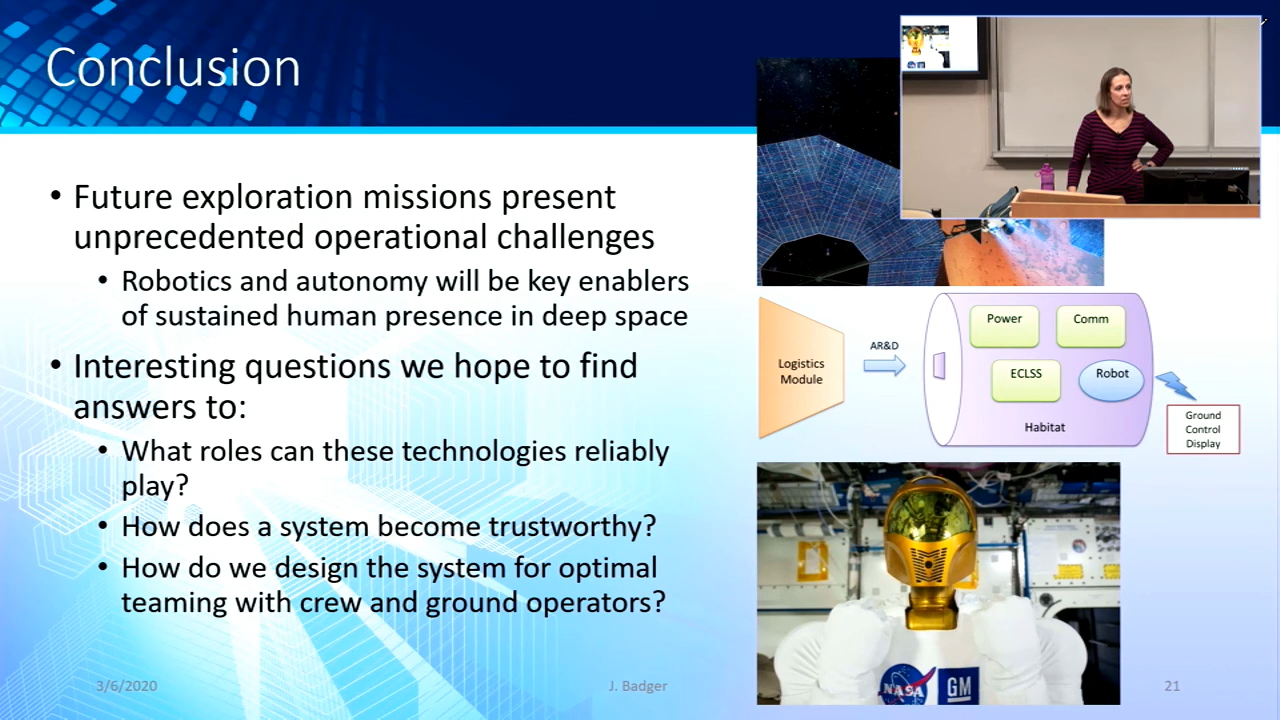 Conclusion
• Future exploration missions present
unprecedented operational challenges
• Robotics and autonomy will be key enablers
of sustained human presence in deep space
• Interesting questions we hope to find
answers to:
• What roles can these technologies reliably
play?
• How does a system become trustworthy?
• How do we design the system for optimal
teaming with crew and ground operators?
Logistics
Module
AR&D
Power
Comm
ECLSS
Robot
Habitat
Ground
Control
Display
NASA
GM
3/6/2020
J. Badger
21